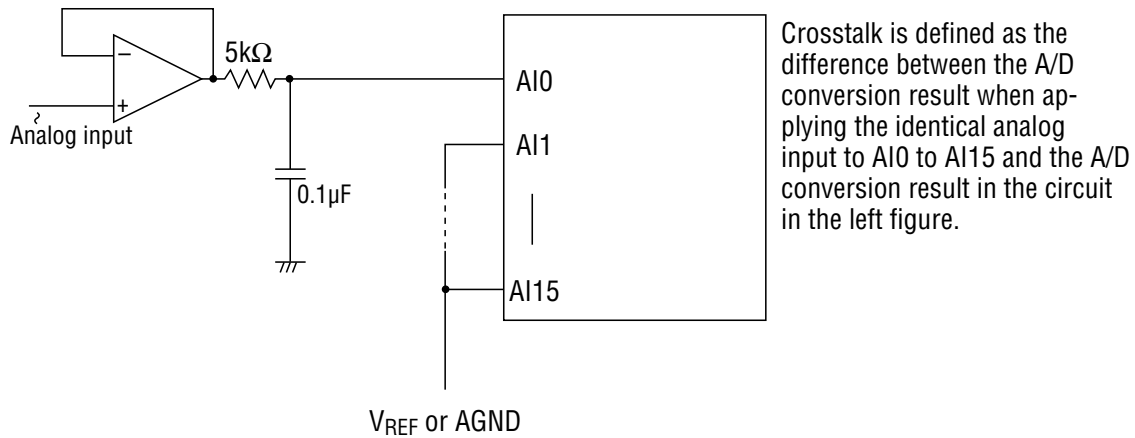 Crosstalk is defined as the
difference between the A/D
conversion result when ap-
plying the identical analog
input to AI0 to AI15 and the A/D
conversion result in the circuit
in the left figure.
5kΩ
−
+
Analog input
0.1µF
AI0
AI1
AI15
VREF or AGND